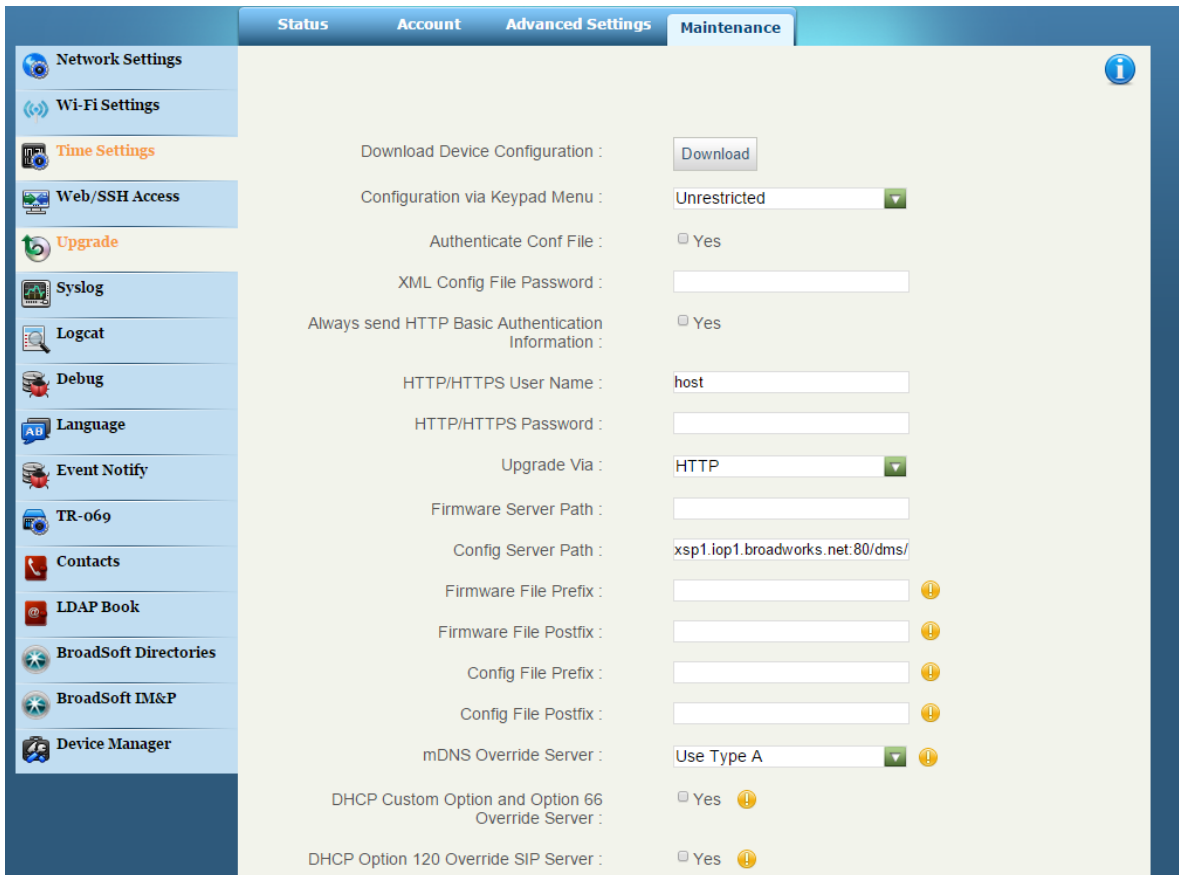 Status Account Advanced Settings Maintenance
Network Settings
Wi-Fi Settings
Time Settings
Web/SSH Access
Upgrade
Syslog
Logcat
Debug
Language
Event Notify
TR-069
Contacts
LDAP Book
BroadSoft Directories
BroadSoft IM&P
Device Manager
Download Device Configuration : Download
Configuration via Keypad Menu : Unrestricted
Authenticate Conf File : Yes
XML Config File Password :
Always send HTTP Basic Authentication Yes
Information :
HTTP/HTTPS User Name : host
HTTP/HTTPS Password :
Upgrade Via : HTTP
Firmware Server Path :
Config Server Path : xsp1.iop1.broadworks.net:80/dms/
Firmware File Prefix :
Firmware File Postfix :
Config File Prefix :
Config File Postfix :
mDNS Override Server : Use Type A
DHCP Custom Option and Option 66 Yes
Override Server :
DHCP Option 120 Override SIP Server : Yes